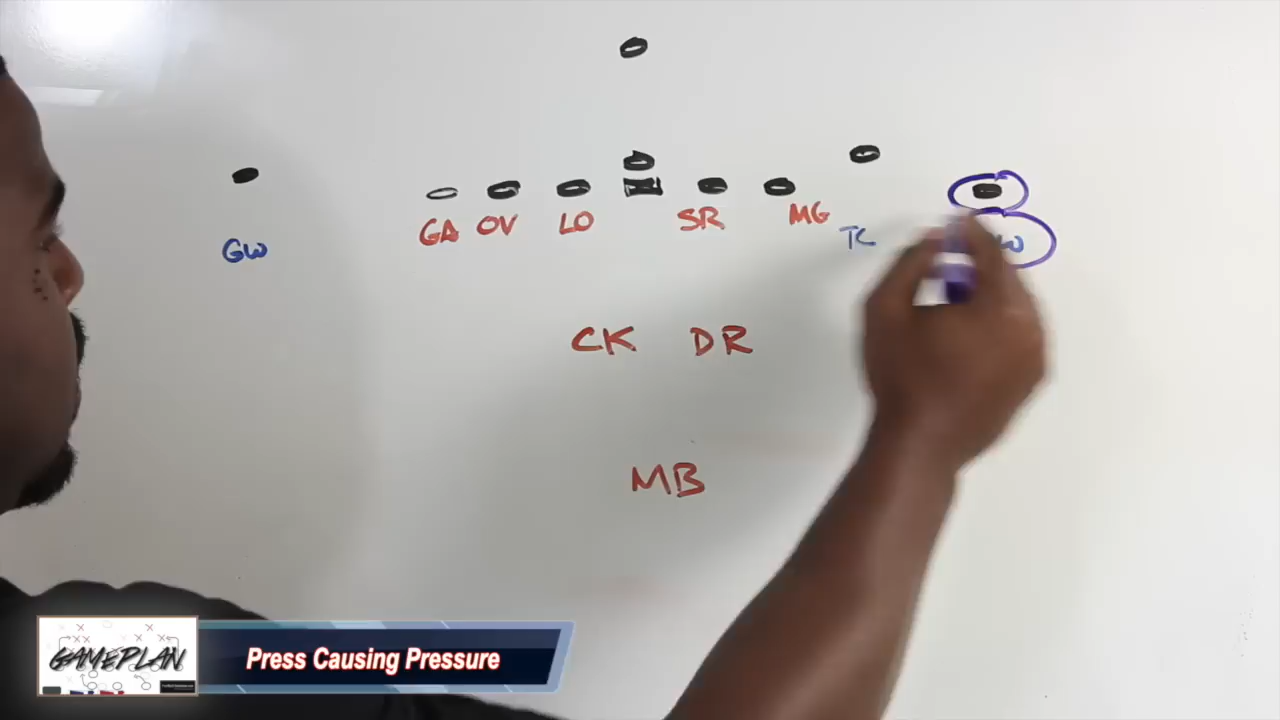 GA OV LO SR MG
GW TC W
CK DR
MB
GAMEPLAN
Press Causing Pressure